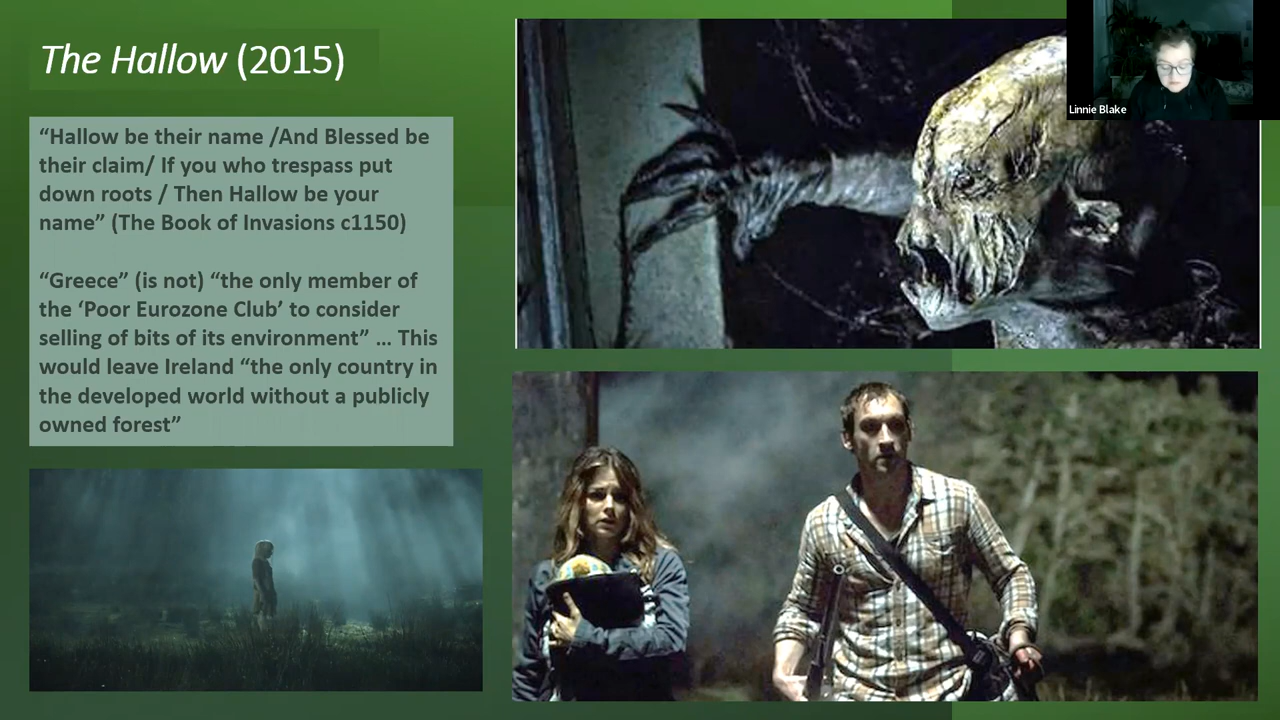 The Hallow (2015)
“Hallow be their name /And Blessed be
their claim/ If you who trespass put
down roots / Then Hallow be your
name” (The Book of Invasions c1150)
“Greece” (is not) “the only member of
the ‘Poor Eurozone Club’ to consider
selling of bits of its environment” … This
would leave Ireland “the only country in
the developed world without a publicly
owned forest”
Linnie Blake